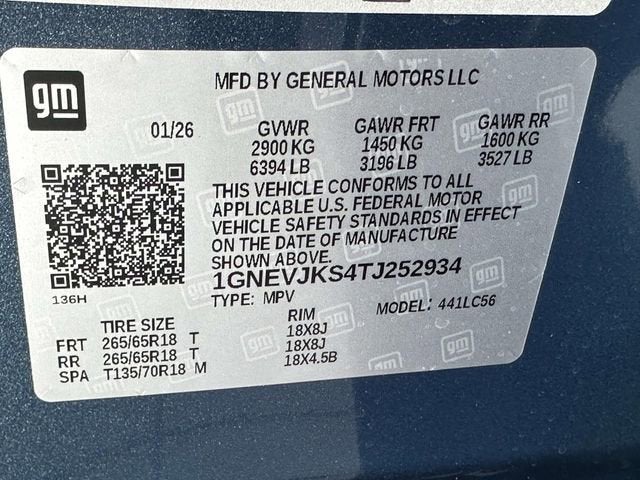 gm
MFD BY GENERAL MOTORS LLC
01/26 GVWR GAWR FRT GAWR RR
2900 KG 1450 KG 1600 KG
6394 LB 3196 LB 3527 LB
THIS VEHICLE CONFORMS TO ALL
APPLICABLE U.S. FEDERAL MOTOR
VEHICLE SAFETY STANDARDS IN EFFECT
ON THE DATE OF MANUFACTURE
SHOWN ABOVE.
1GNEVJKS4TJ252934
136H
TYPE: MPV MODEL: 441LC56
TIRE SIZE RIM
FRT 265/65R18 T 18X8J
RR 265/65R18 T 18X8J
SPA T135/70R18 M 18X4.5B